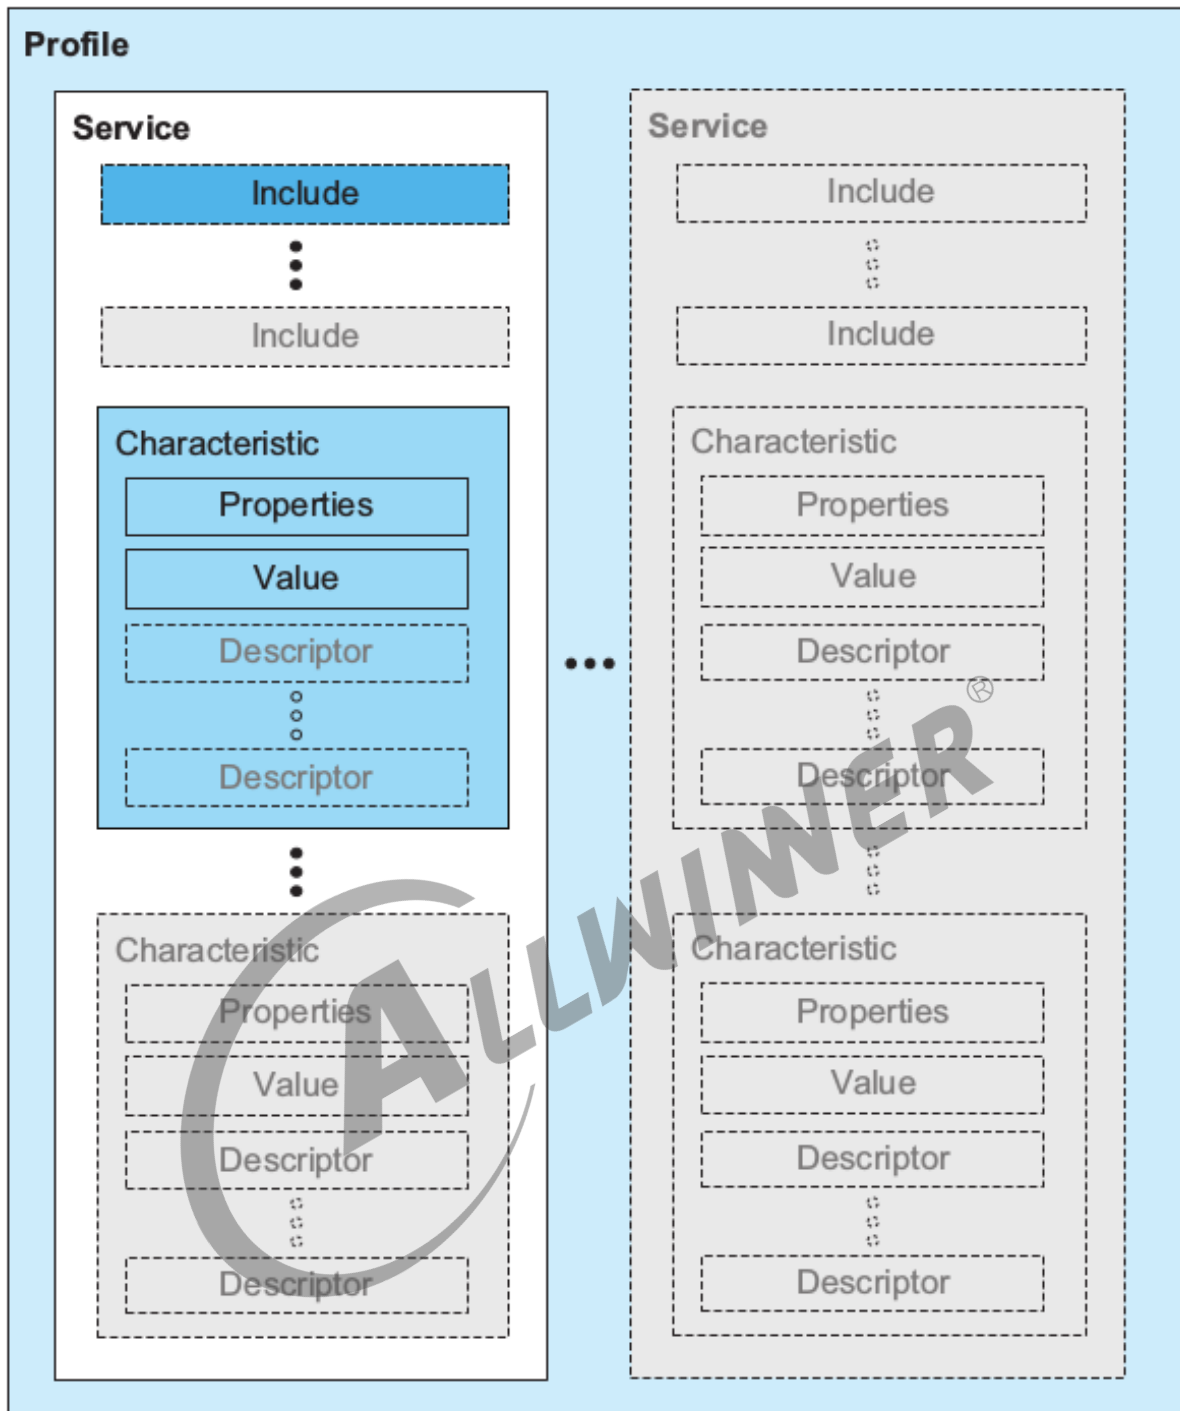 Profile
Service
Include
Include
Characteristic
Properties
Value
Descriptor
Descriptor
Characteristic
Properties
Value
Descriptor
Descriptor
Service
Include
Include
Characteristic
Properties
Value
Descriptor
Descriptor
Characteristic
Properties
Value
Descriptor
Descriptor
ALLWINNER®